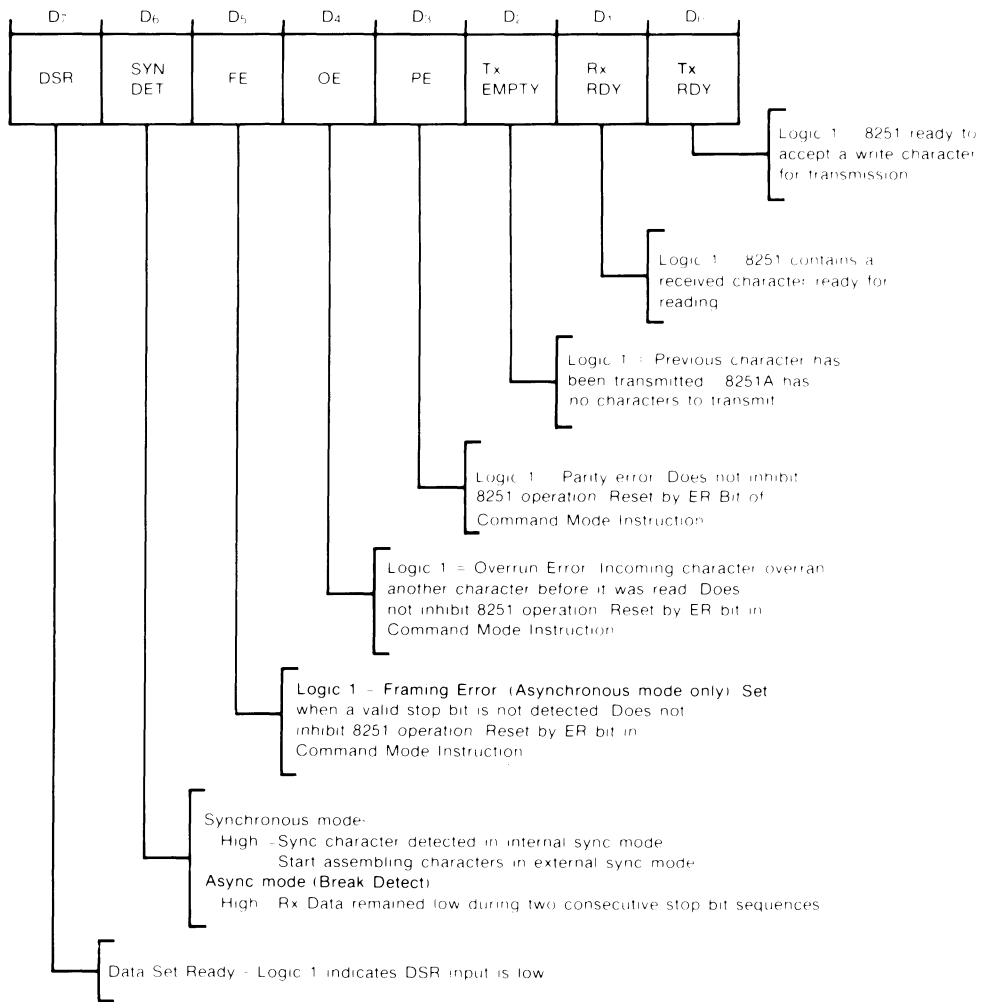 D7 D6 D5 D4 D3 D2 D1 D0
DSR
SYN
DET
FE
OE
PE
Tx
EMPTY
Rx
RDY
Tx
RDY
Logic 1 8251 ready to
accept a write character
for transmission
Logic 1 8251 contains a
received character ready for
reading
Logic 1 = Previous character has
been transmitted 8251A has
no characters to transmit
Logic 1 Parity error Does not inhibit
8251 operation Reset by ER Bit of
Command Mode Instruction
Logic 1 = Overrun Error Incoming character overran
another character before it was read Does
not inhibit 8251 operation Reset by ER bit in
Command Mode Instruction
Logic 1 - Framing Error (Asynchronous mode only) Set
when a valid stop bit is not detected Does not
inhibit 8251 operation Reset by ER bit in
Command Mode Instruction
Synchronous mode-
High - Sync character detected in internal sync mode
Start assembling characters in external sync mode
Async mode (Break Detect)
High Rx Data remained low during two consecutive stop bit sequences
Data Set Ready - Logic 1 indicates DSR input is low